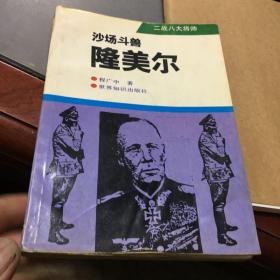 二战八大将帅
沙场斗兽
隆美尔
●程广中 著
●世界知识出版社